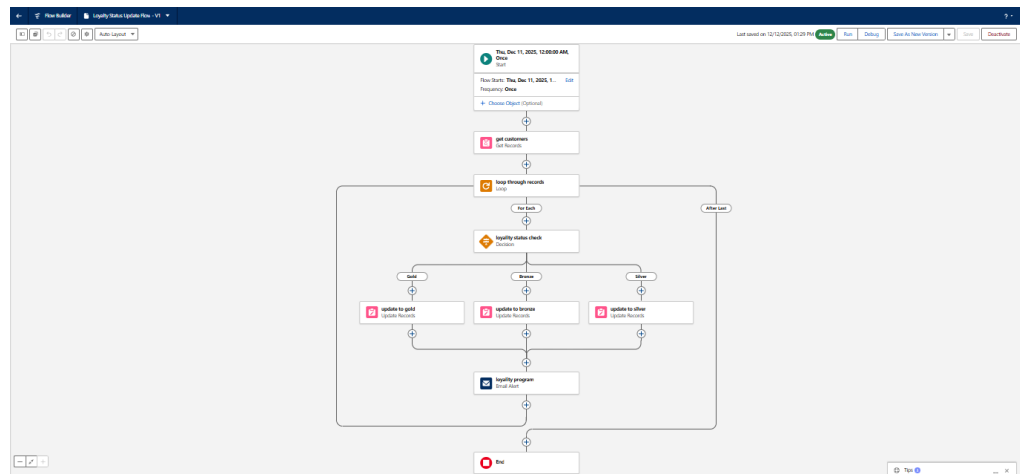 Flow Builder Loyalty Status Update Flow - V1
? 
Auto Layout Last saved on 12/12/2025, 01:29 PM Active Run Debug Save As New Version Save Deactivate
Thu, Dec 11, 2025, 12:00:00 AM,
Once
Start
Flow Starts: Thu, Dec 11, 2025, 1... Edit
Frequency: Once
+ Choose Object (Optional)
get customers
Get Records
loop through records
Loop
For Each After Last
loyality status check
Decision
Gold Bronze Silver
update to gold update to bronze update to silver
Update Records Update Records Update Records
loyality program
Email Alert
End
Tips